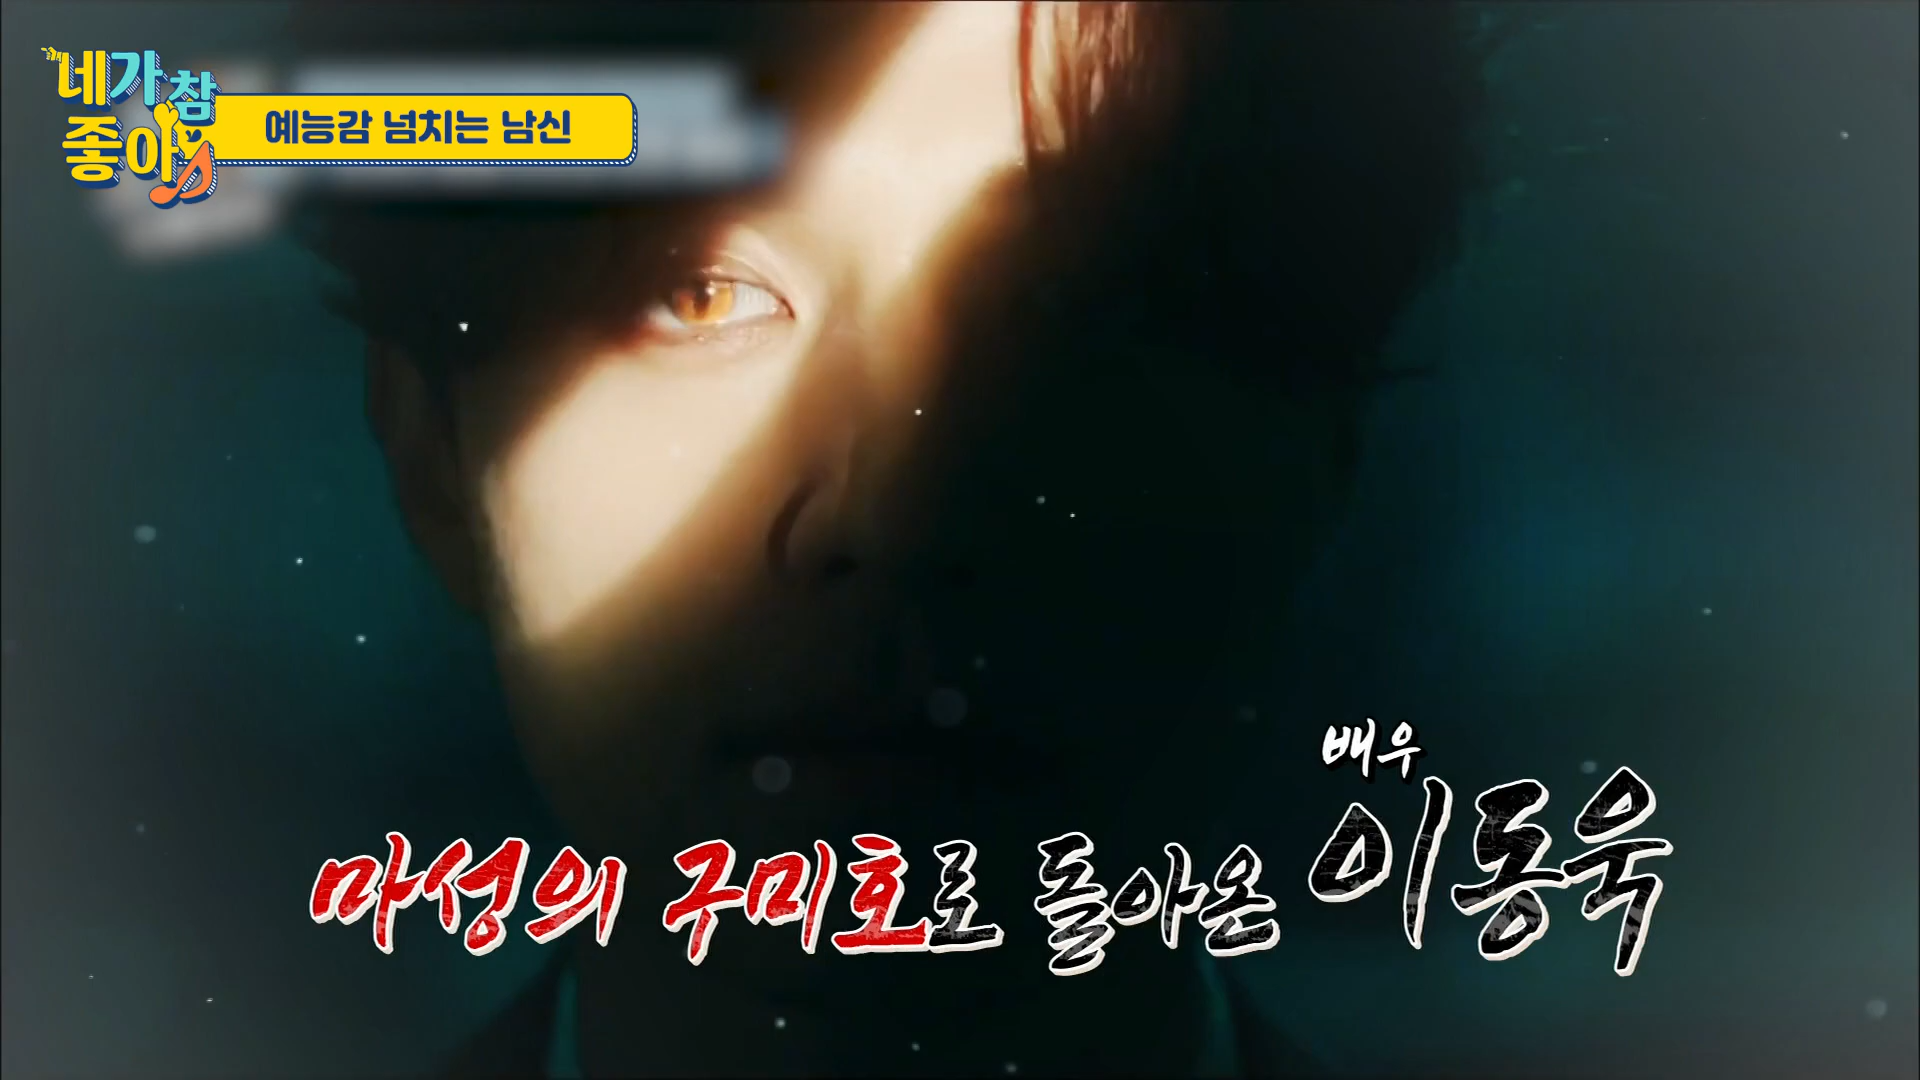 네가 참
좋아
예능감 넘치는 남신
배우
마성의 구미호로 돌아온 이동욱